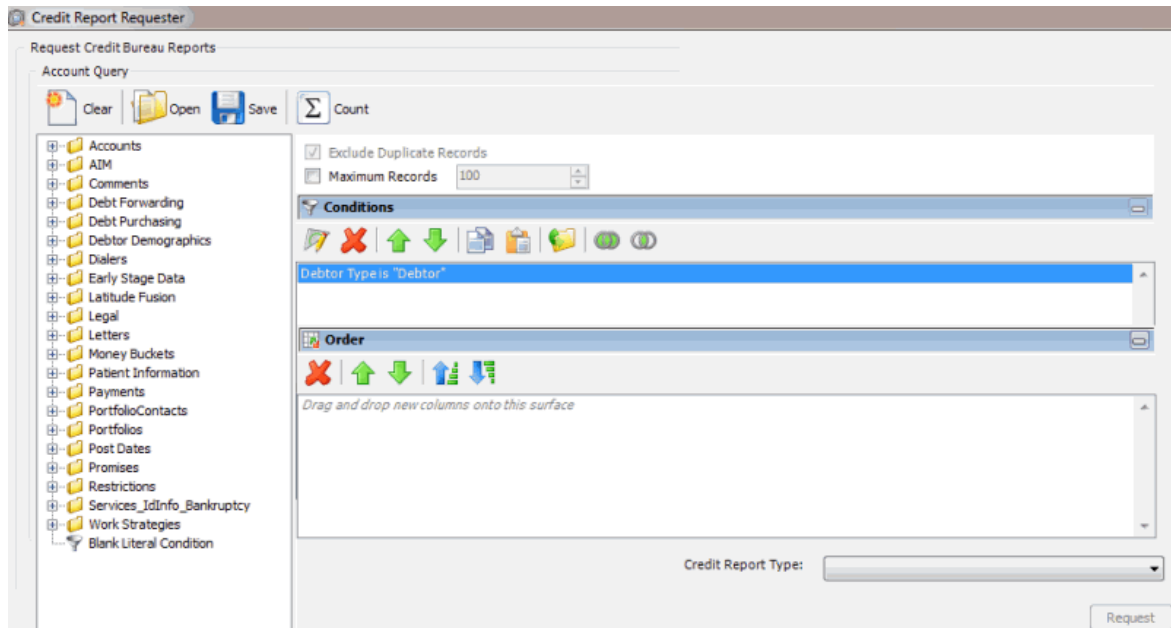 Credit Report Requester
Request Credit Bureau Reports
Account Query
Clear Open Save Σ Count
Accounts
AIM
Comments
Debt Forwarding
Debt Purchasing
Debtor Demographics
Dialers
Early Stage Data
Latitude Fusion
Legal
Letters
Money Buckets
Patient Information
Payments
PortfolioContacts
Portfolios
Post Dates
Promises
Restrictions
Services_IdInfo_Bankruptcy
Work Strategies
Blank Literal Condition
Exclude Duplicate Records
Maximum Records 100
Conditions
Debtor Type is "Debtor"
Order
Drag and drop new columns onto this surface
Credit Report Type:
Request